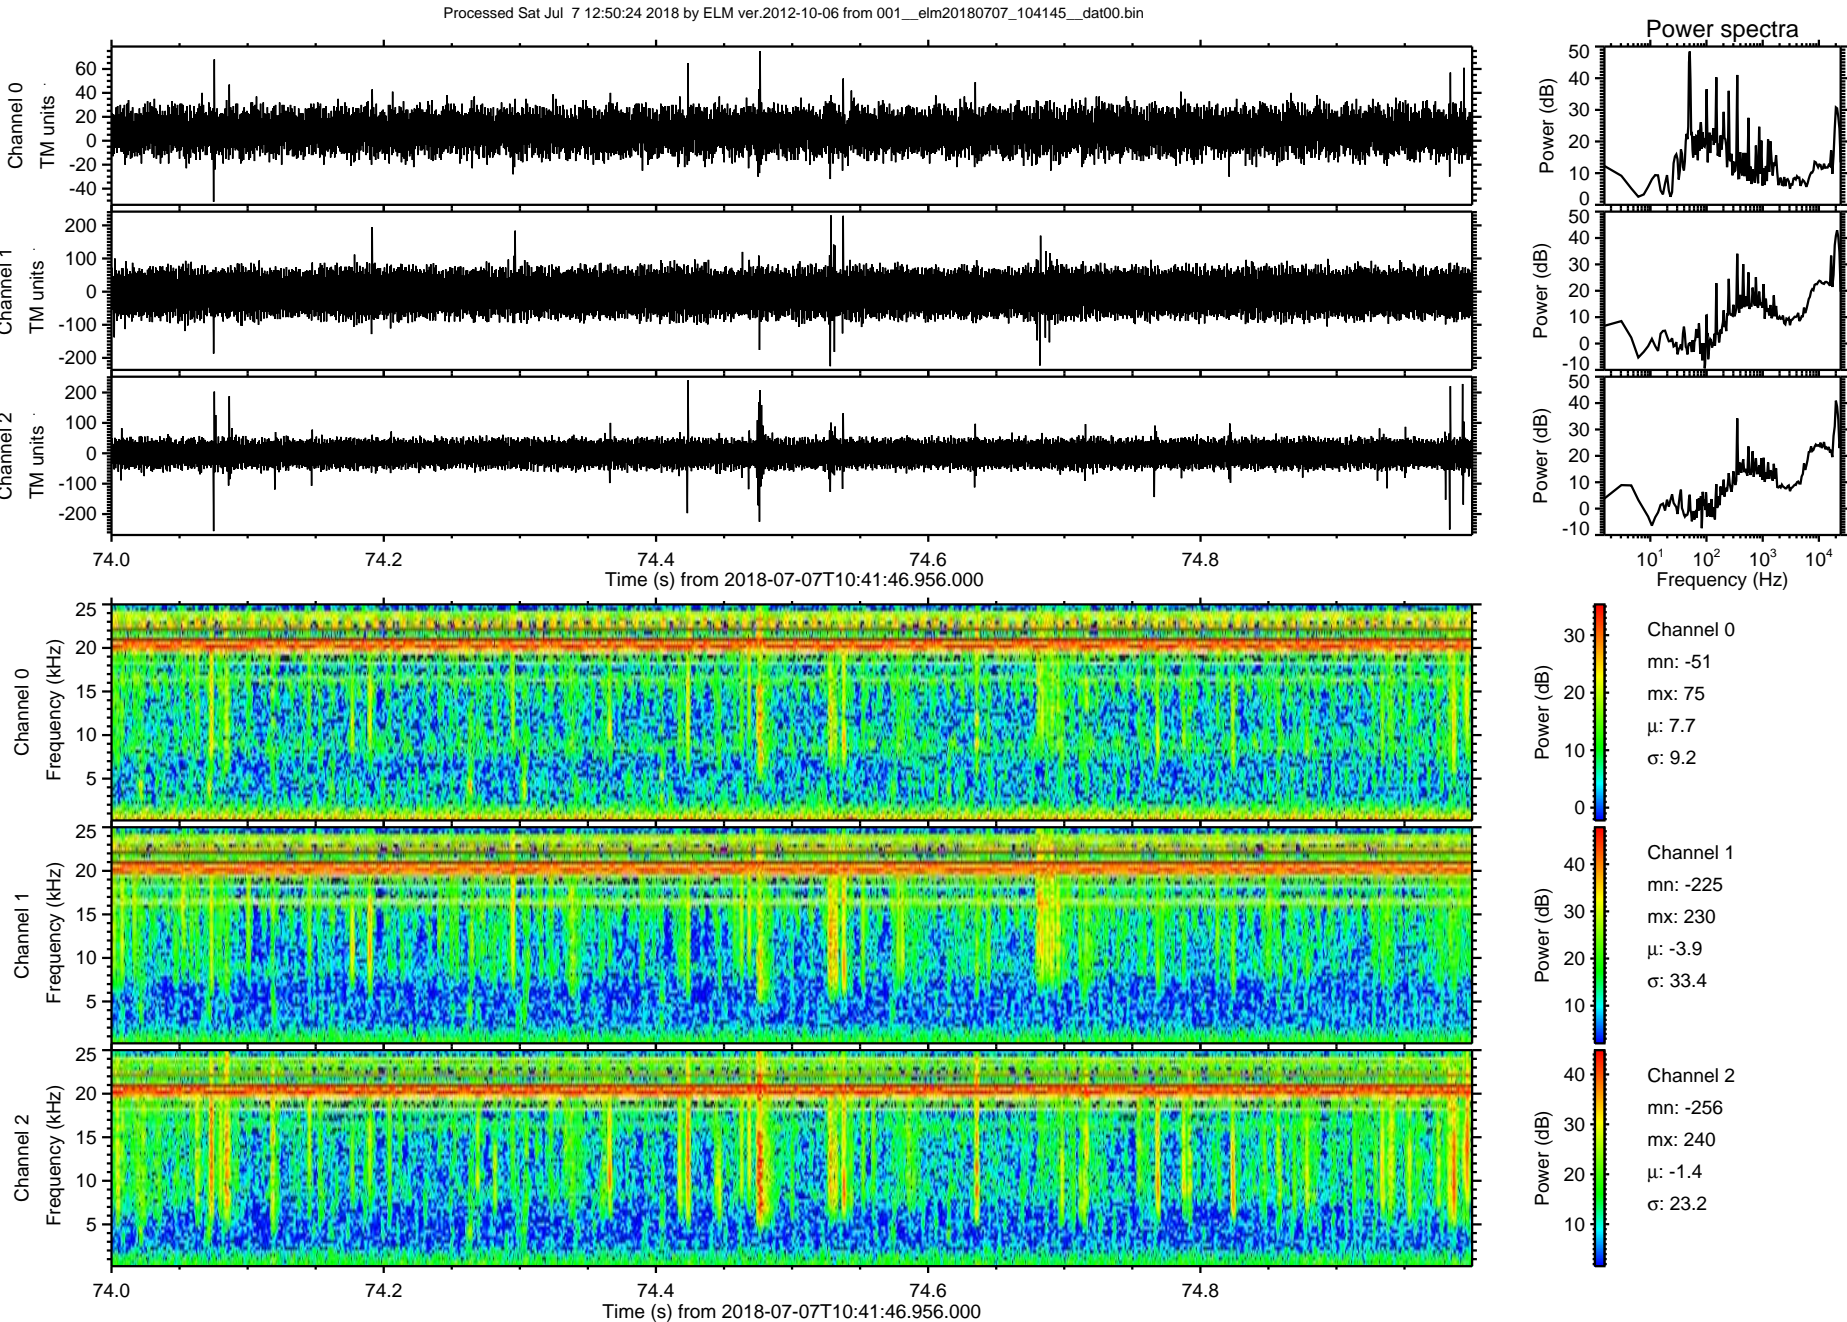 Processed Sat Jul  7 12:50:24 2018 by ELM ver.2012-10-06 from 001__elm20180707_104145__dat00.bin
Power spectra
Channel 0
TM units
60
40
20
0
-20
-40
Power (dB)
50
40
30
20
10
0
Channel 1
TM units
200
100
0
-100
-200
Power (dB)
50
40
30
20
10
0
-10
Channel 2
TM units
200
100
0
-100
-200
Power (dB)
50
40
30
20
10
0
-10
74.0 74.2 74.4 74.6 74.8
Time (s) from 2018-07-07T10:41:46.956.000
10¹ 10² 10³ 10⁴
Frequency (Hz)
Channel 0
Frequency (kHz)
25
20
15
10
5
Power (dB)
30
20
10
0
Channel 0
mn: -51
mx: 75
μ: 7.7
σ: 9.2
Channel 1
Frequency (kHz)
25
20
15
10
5
Power (dB)
40
30
20
10
Channel 1
mn: -225
mx: 230
μ: -3.9
σ: 33.4
Channel 2
Frequency (kHz)
25
20
15
10
5
Power (dB)
40
30
20
10
Channel 2
mn: -256
mx: 240
μ: -1.4
σ: 23.2
74.0 74.2 74.4 74.6 74.8
Time (s) from 2018-07-07T10:41:46.956.000